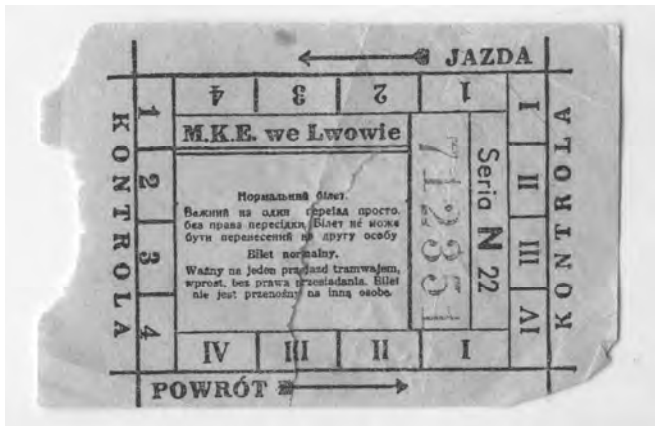 JAZDA
4 3 2 1
M.K.E. we Lwowie
Нормальний білет.
Важний на один переїзд просто.
без права пересідки. Білет не може
бути перенесений на другу особу
Bilet normalny.
Ważny na jeden przejazd tramwajem,
wprost, bez prawa przesiadania. Bilet
nie jest przenośny na inną osobę.
71235
Seria N 22
KONTROLA
1 2 3 4
I II III IV
KONTROLA
IV III II I
POWRÓT